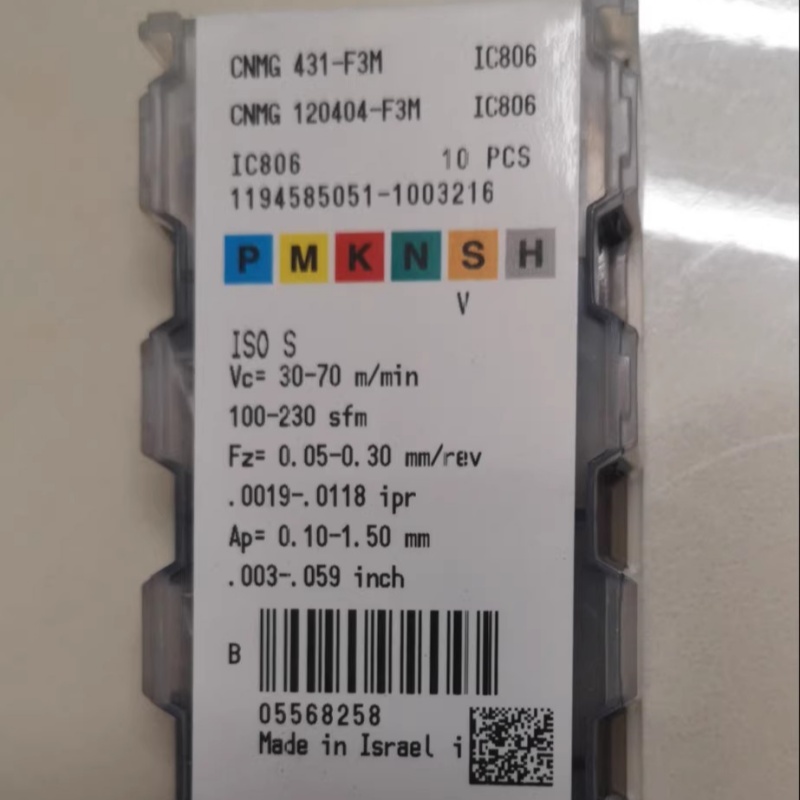 CNMG 431-F3M IC806
CNMG 120404-F3M IC806
IC806 10 PCS
1194585051-1003216
P M K N S H
V
ISO S
Vc= 30-70 m/min
100-230 sfm
Fz= 0.05-0.30 mm/rev
.0019-.0118 ipr
Ap= 0.10-1.50 mm
.003-.059 inch
B
05568258
Made in Israel i